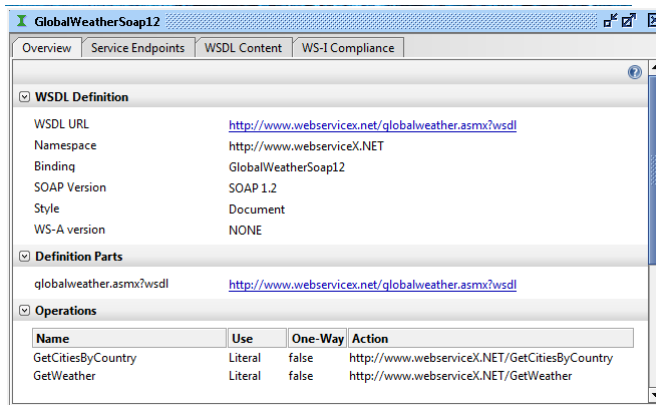 GlobalWeatherSoap12
Overview Service Endpoints WSDL Content WS-I Compliance
WSDL Definition
WSDL URL http://www.webservicex.net/globalweather.asmx?wsdl
Namespace http://www.webserviceX.NET
Binding GlobalWeatherSoap12
SOAP Version SOAP 1.2
Style Document
WS-A version NONE
Definition Parts
globalweather.asmx?wsdl http://www.webservicex.net/globalweather.asmx?wsdl
Operations
Name Use One-Way Action
GetCitiesByCountry Literal false http://www.webserviceX.NET/GetCitiesByCountry
GetWeather Literal false http://www.webserviceX.NET/GetWeather